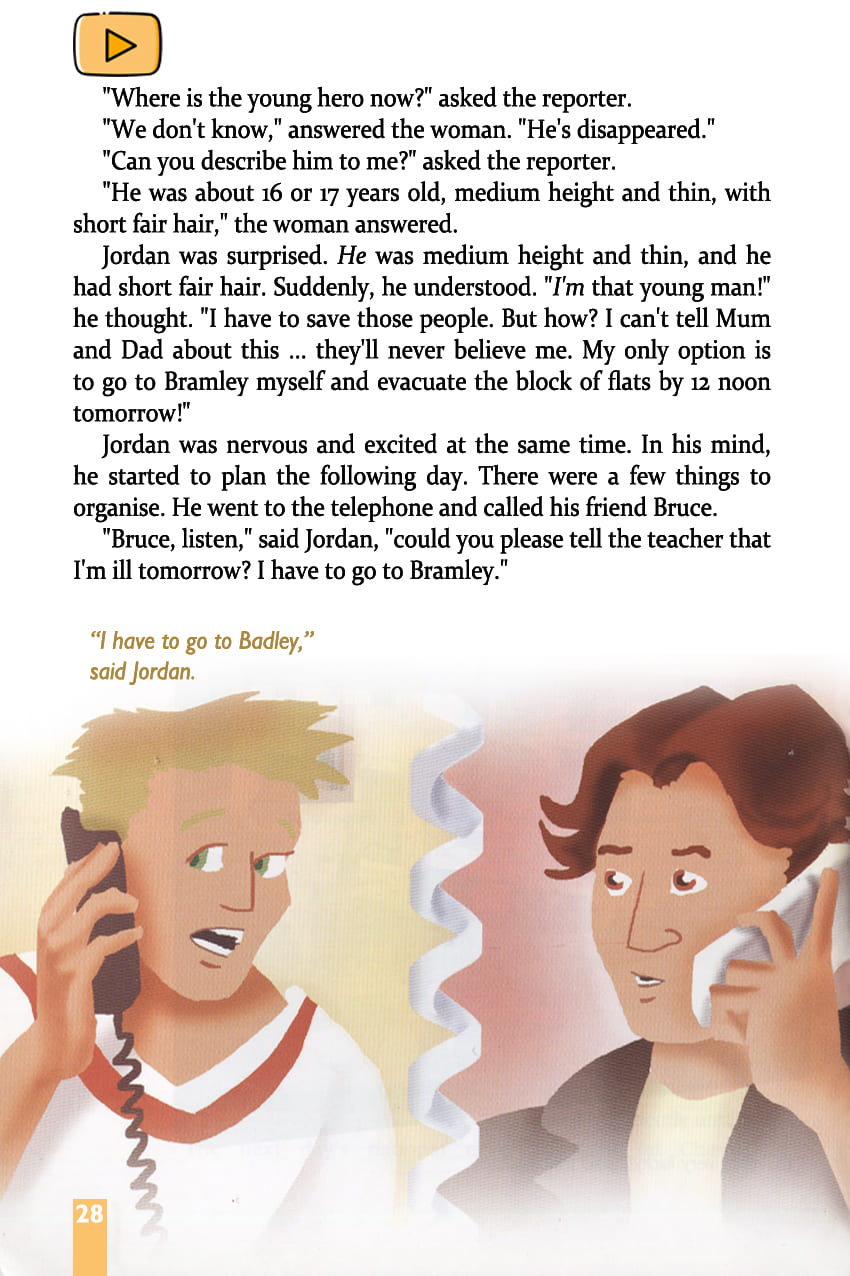 "Where is the young hero now?" asked the reporter.
"We don't know," answered the woman. "He's disappeared."
"Can you describe him to me?" asked the reporter.
"He was about 16 or 17 years old, medium height and thin, with
short fair hair," the woman answered.
Jordan was surprised. He was medium height and thin, and he
had short fair hair. Suddenly, he understood. "I'm that young man!"
he thought. "I have to save those people. But how? I can't tell Mum
and Dad about this ... they'll never believe me. My only option is
to go to Bramley myself and evacuate the block of flats by 12 noon
tomorrow!"
Jordan was nervous and excited at the same time. In his mind,
he started to plan the following day. There were a few things to
organise. He went to the telephone and called his friend Bruce.
"Bruce, listen," said Jordan, "could you please tell the teacher that
I'm ill tomorrow? I have to go to Bramley."
“I have to go to Badley,”
said Jordan.
28